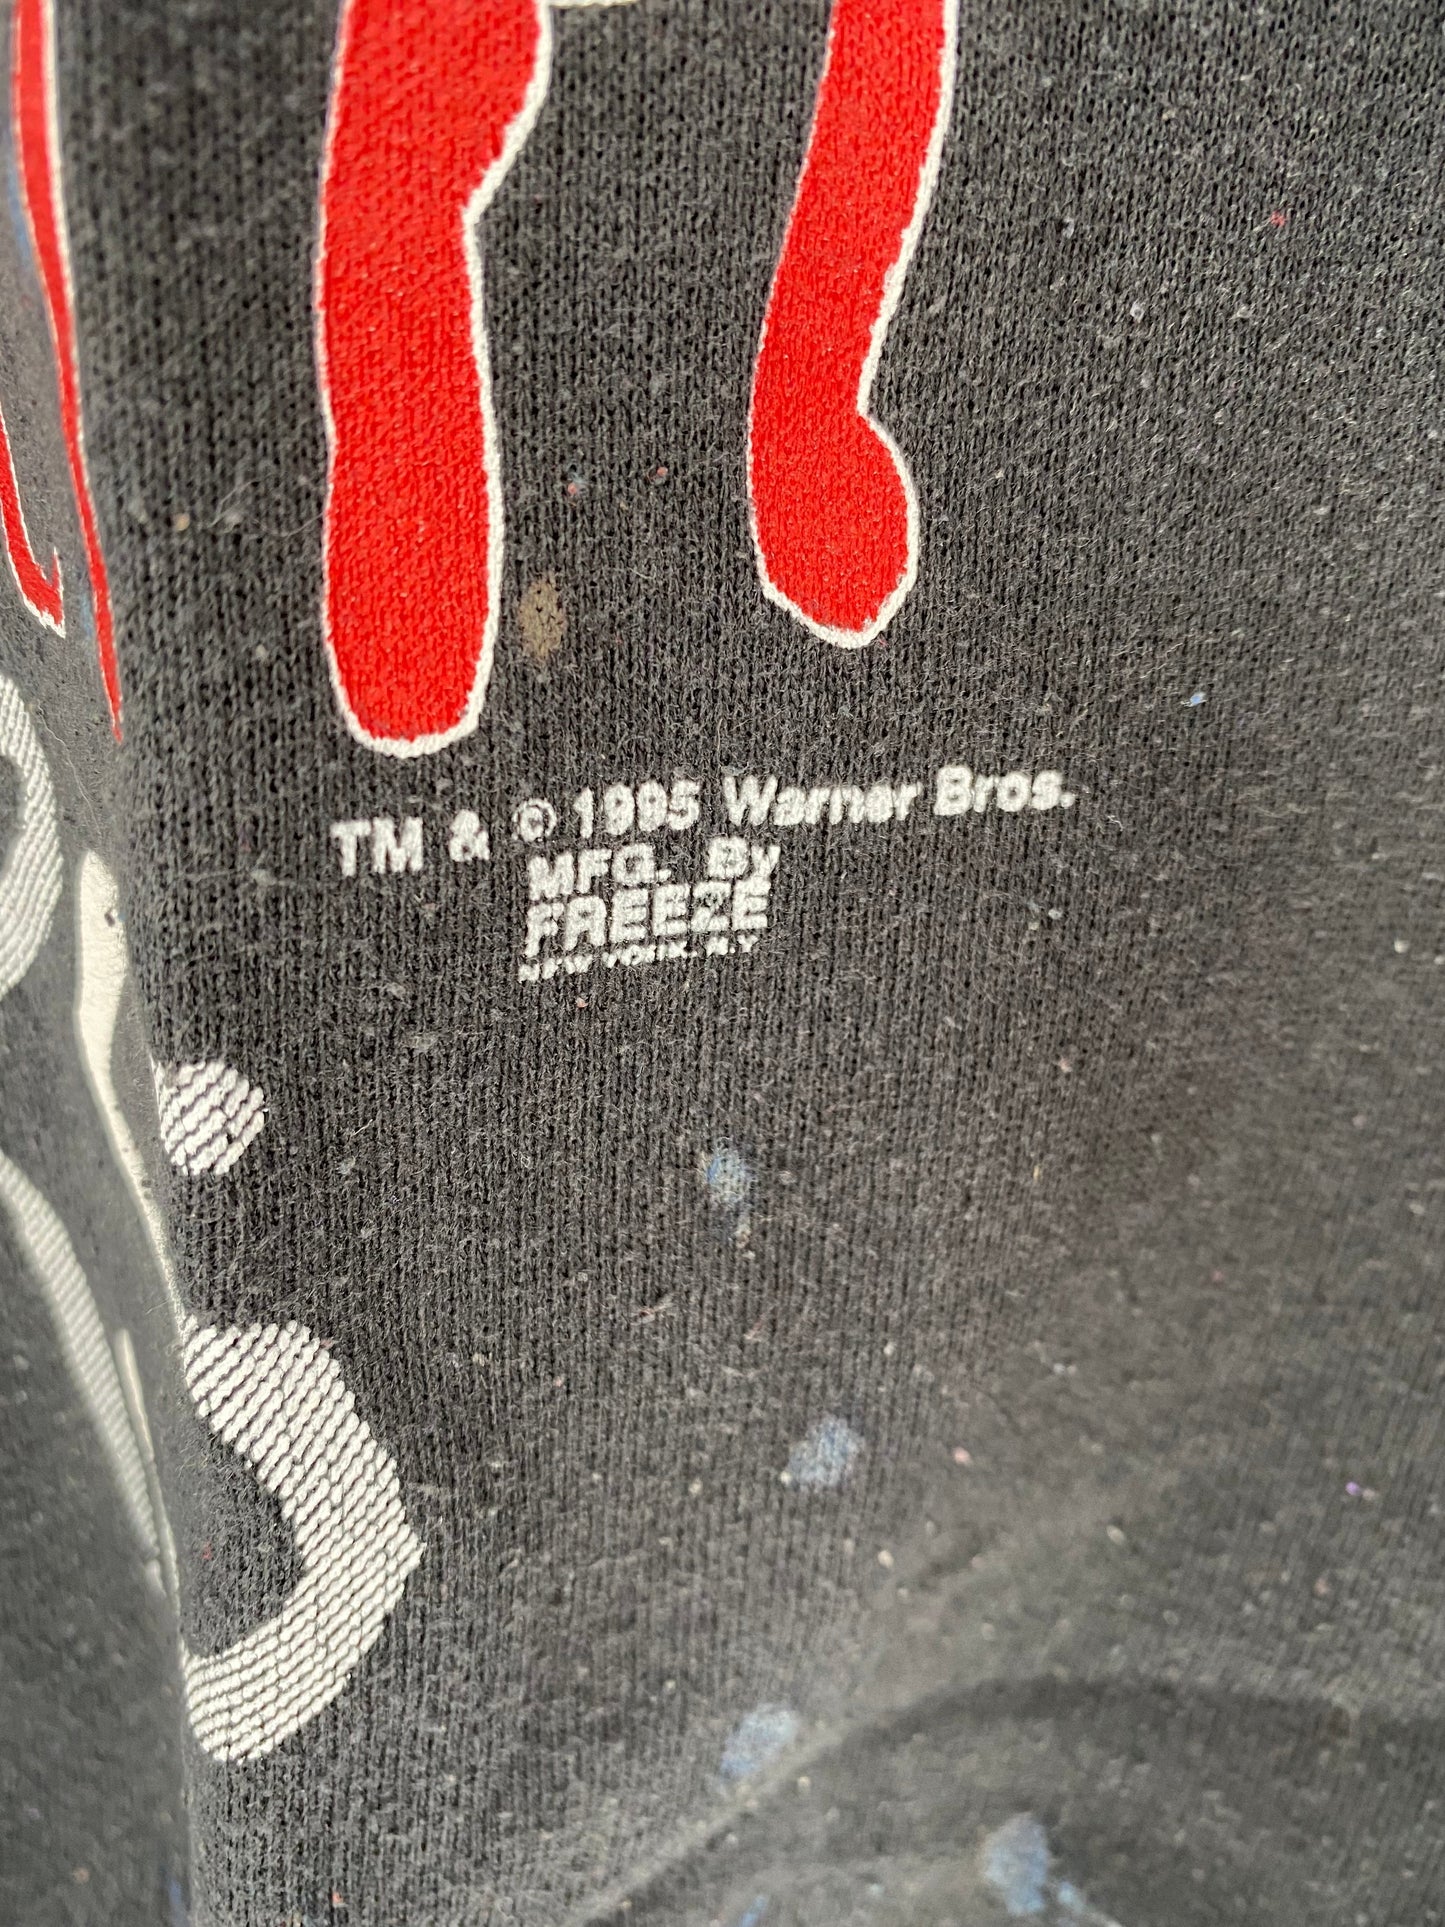 TM & © 1995 Warner Bros.
MFG. By
FREEZE
NEW YORK, N.Y